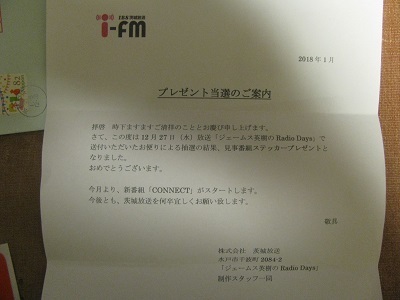 IBS茨城放送
i-fm
2018年1月
プレゼント当選のご案内
拝啓 時下ますますご清祥のこととお慶び申し上げます。
さて、この度は12月27日（水）放送「ジェームス英樹のRadio Days」で
送付いただいたお便りによる抽選の結果、見事番組ステッカープレゼントと
なりました。
おめでとうございます。
今月より、新番組「CONNECT」がスタートします。
今後とも、茨城放送を何卒宜しくお願い致します。
敬具
株式会社 茨城放送
水戸市千波町2084-2
「ジェームス英樹のRadio Days」
制作スタッフ一同